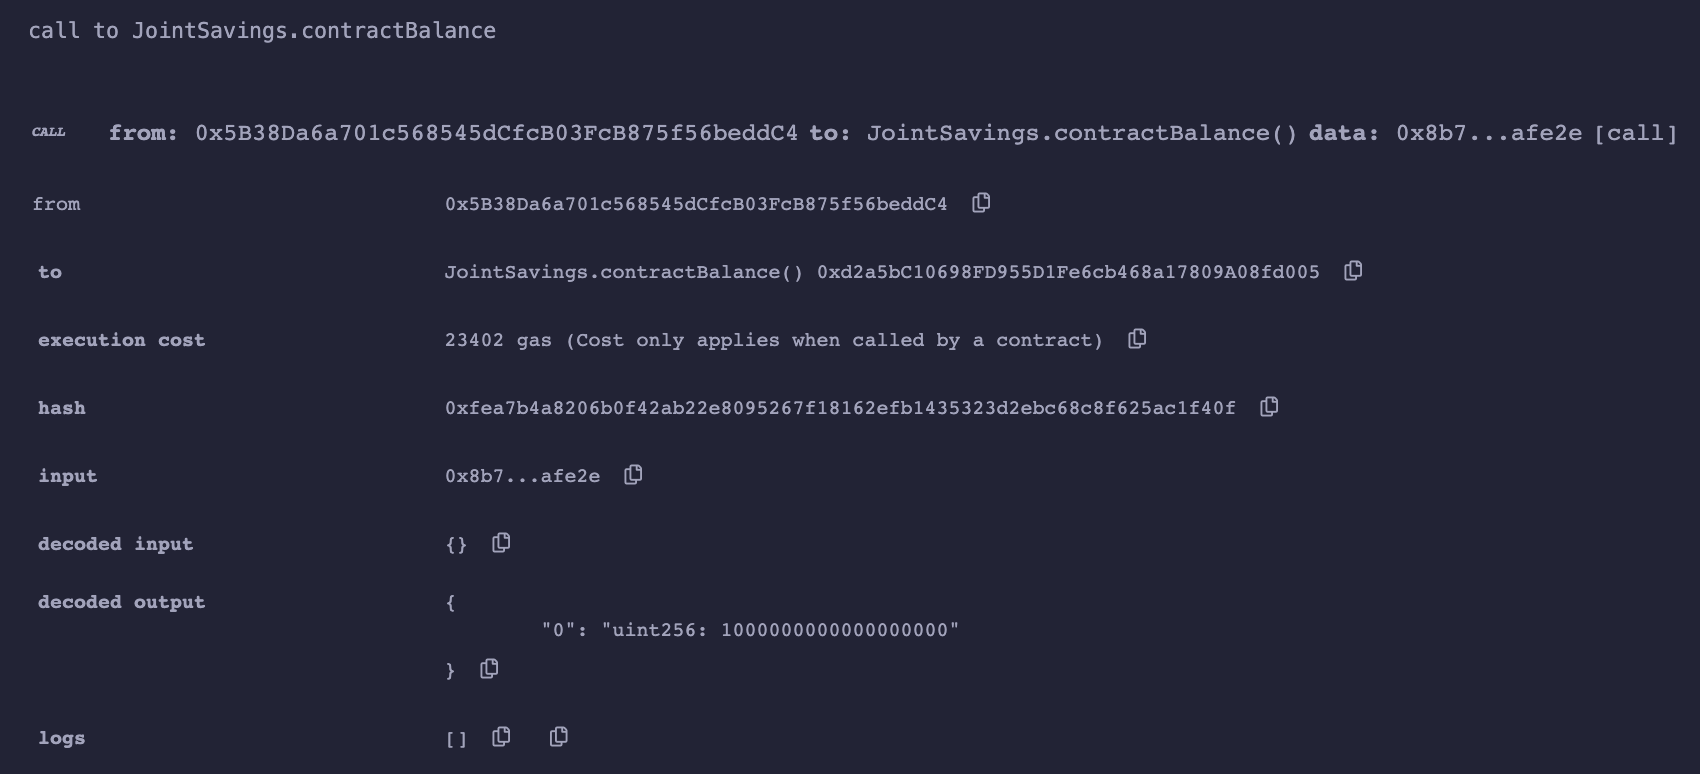 call to JointSavings.contractBalance
CALL from: 0x5B38Da6a701c568545dCfcB03FcB875f56beddC4 to: JointSavings.contractBalance() data: 0x8b7...afe2e [call]
from 0x5B38Da6a701c568545dCfcB03FcB875f56beddC4
to JointSavings.contractBalance() 0xd2a5bC10698FD955D1Fe6cb468a17809A08fd005
execution cost 23402 gas (Cost only applies when called by a contract)
hash 0xfea7b4a8206b0f42ab22e8095267f18162efb1435323d2ebc68c8f625ac1f40f
input 0x8b7...afe2e
decoded input {}
decoded output {
"0": "uint256: 10000000000000000000"
}
logs []